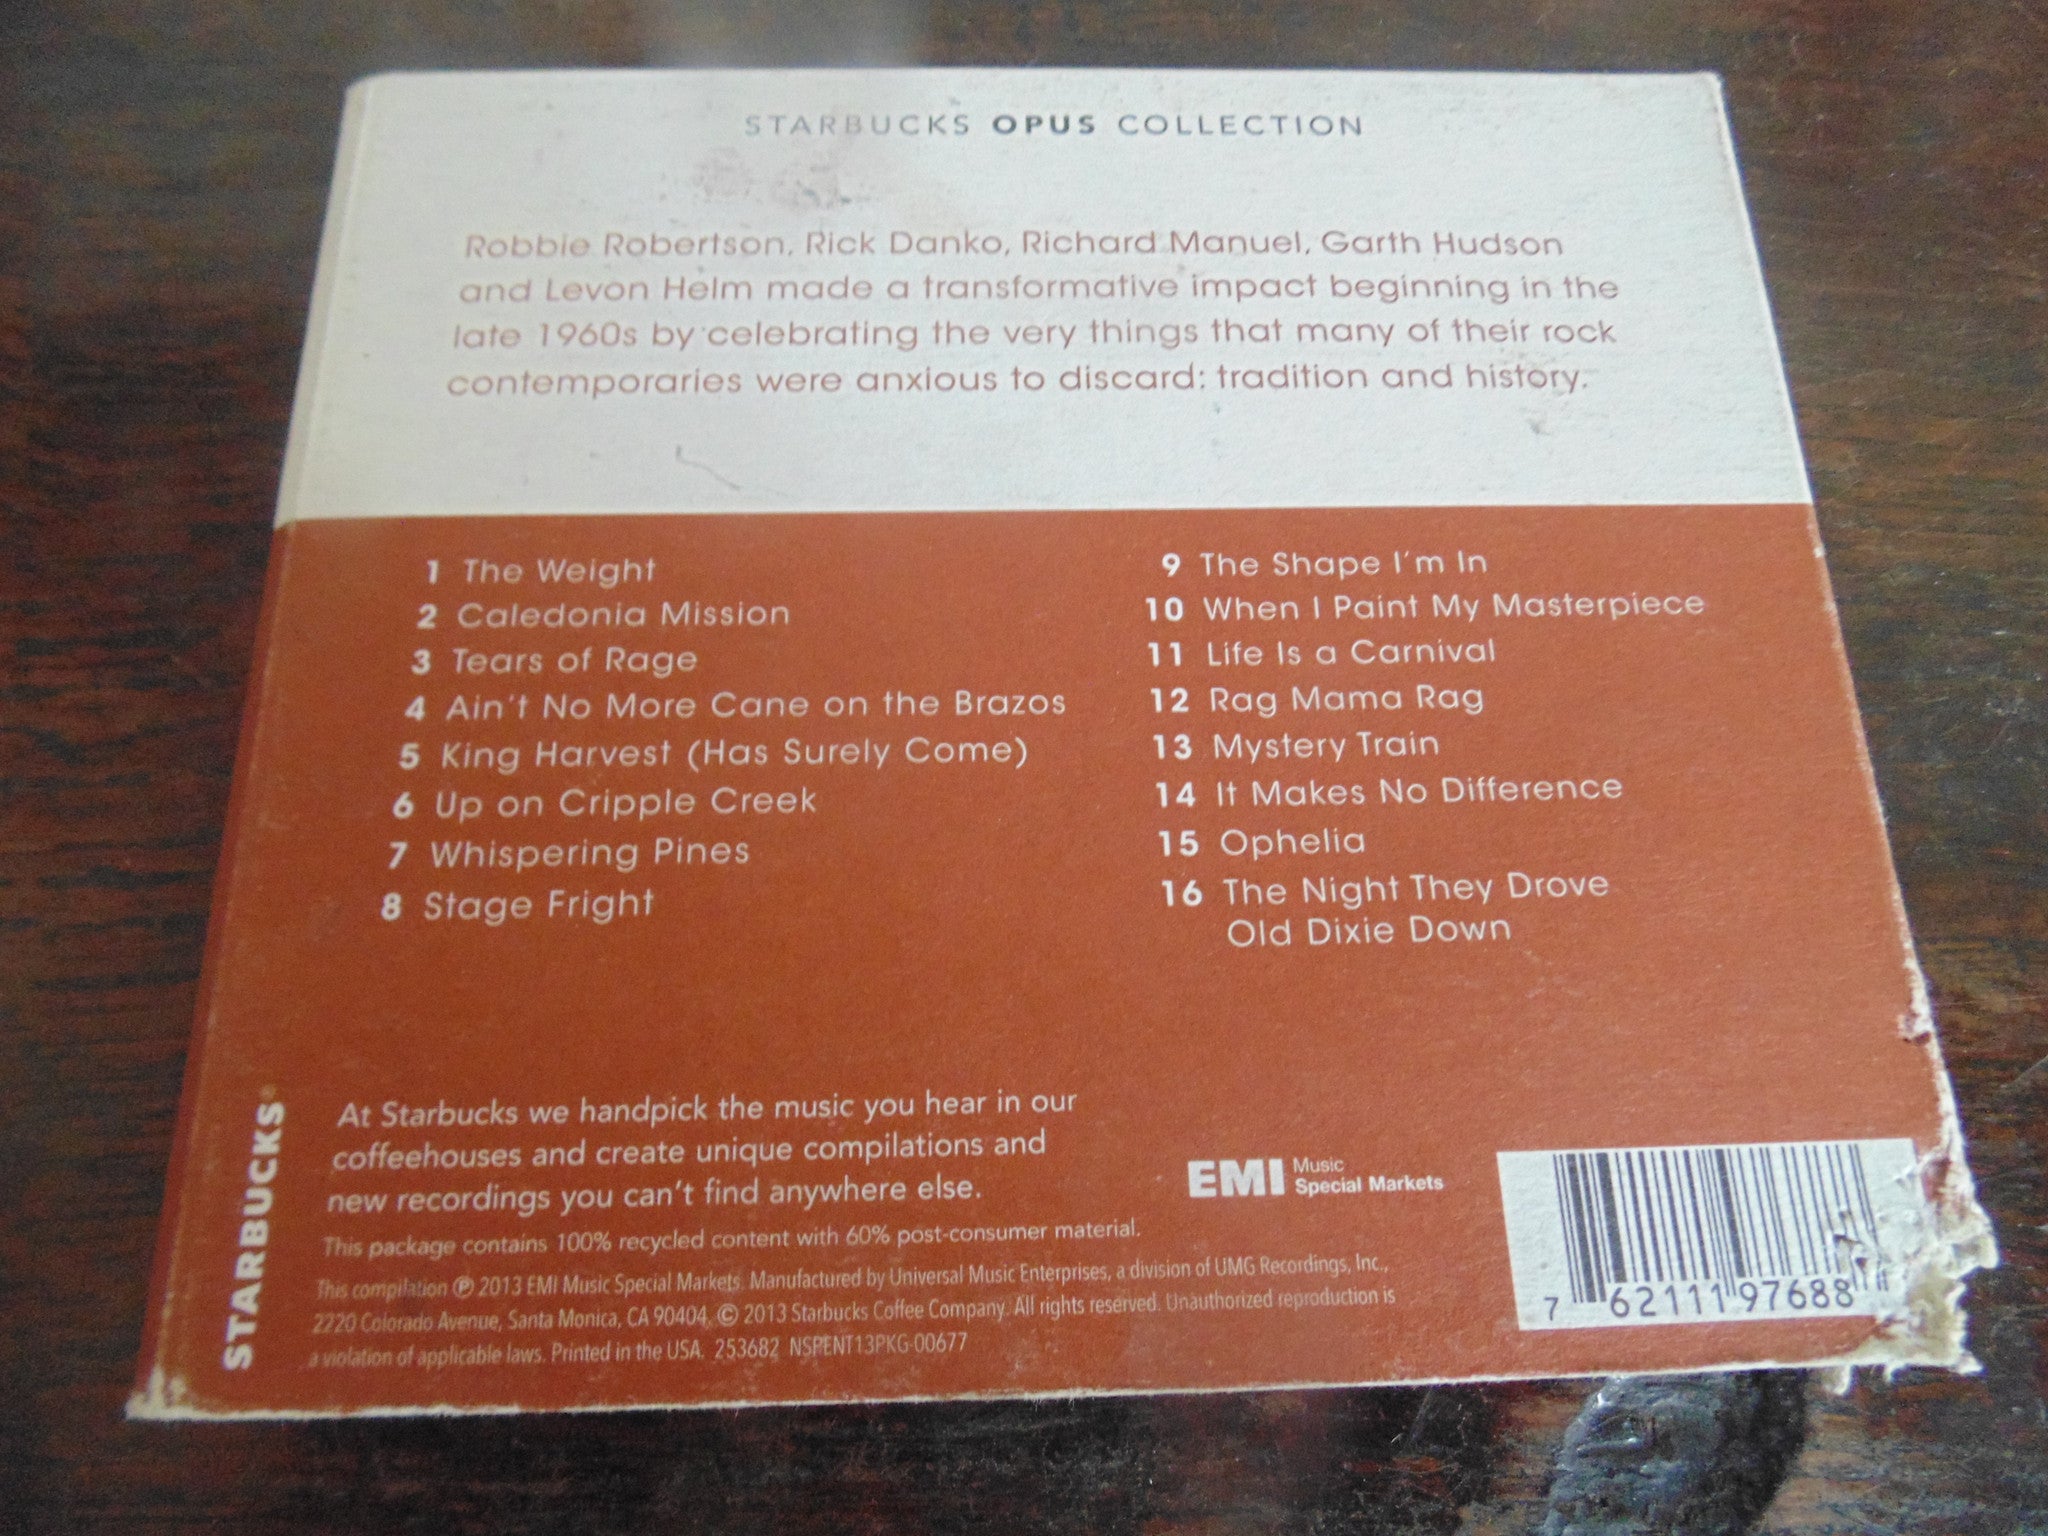 STARBUCKS OPUS COLLECTION
Robbie Robertson, Rick Danko, Richard Manuel, Garth Hudson
and Levon Helm made a transformative impact beginning in the
late 1960s by celebrating the very things that many of their rock
contemporaries were anxious to discard: tradition and history.
1 The Weight
2 Caledonia Mission
3 Tears of Rage
4 Ain't No More Cane on the Brazos
5 King Harvest (Has Surely Come)
6 Up on Cripple Creek
7 Whispering Pines
8 Stage Fright
9 The Shape I'm In
10 When I Paint My Masterpiece
11 Life Is a Carnival
12 Rag Mama Rag
13 Mystery Train
14 It Makes No Difference
15 Ophelia
16 The Night They Drove
Old Dixie Down
STARBUCKS®
At Starbucks we handpick the music you hear in our
coffeehouses and create unique compilations and
new recordings you can't find anywhere else.
This package contains 100% recycled content with 60% post-consumer material.
This compilation ℗ 2013 EMI Music Special Markets. Manufactured by Universal Music Enterprises, a division of UMG Recordings, Inc.,
2220 Colorado Avenue, Santa Monica, CA 90404. © 2013 Starbucks Coffee Company. All rights reserved. Unauthorized reproduction is
a violation of applicable laws. Printed in the USA. 253682 NSPENT13PKG-00677
EMI Music
Special Markets
7 62111 97688